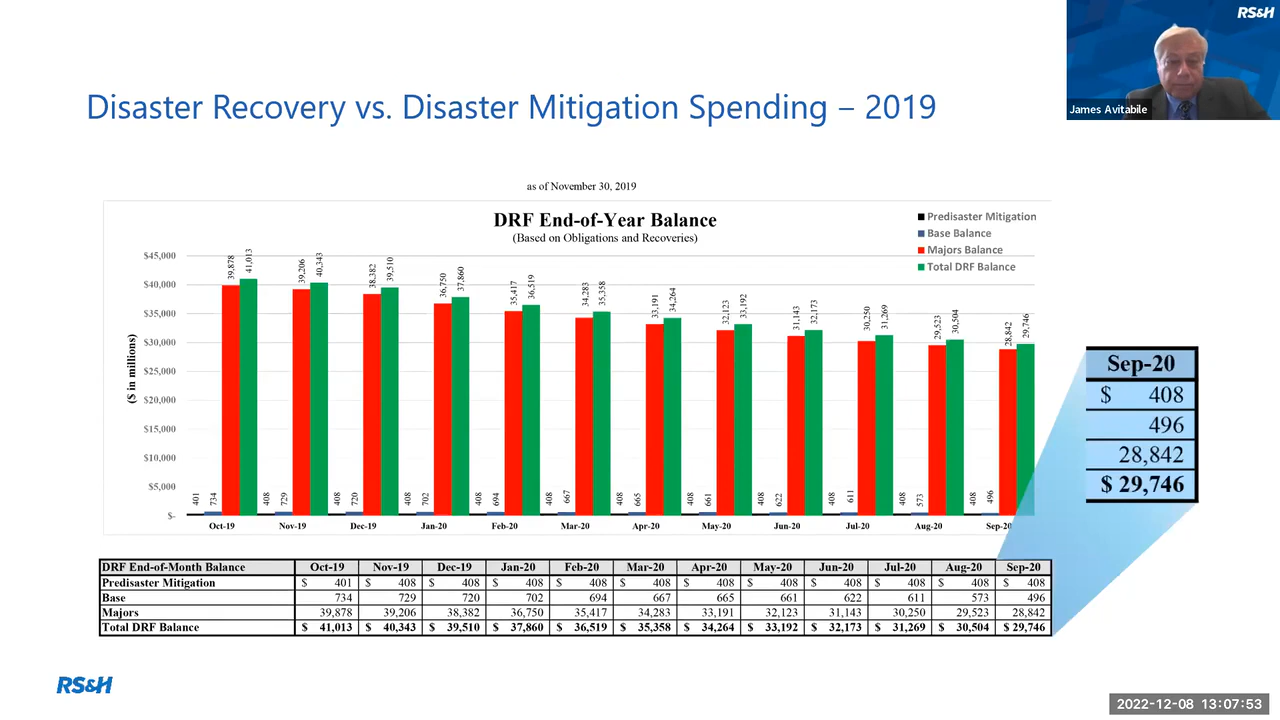 RS&H
James Avitabile
Disaster Recovery vs. Disaster Mitigation Spending – 2019
as of November 30, 2019
DRF End-of-Year Balance
(Based on Obligations and Recoveries)
Predisaster Mitigation
Base Balance
Majors Balance
Total DRF Balance
($ in millions)
$45,000
$40,000
$35,000
$30,000
$25,000
$20,000
$15,000
$10,000
$5,000
$-
401 734 39,878 41,013
408 729 39,206 40,343
408 720 38,382 39,510
408 702 36,750 37,860
408 694 35,417 36,519
408 667 34,283 35,358
408 665 33,191 34,264
408 661 32,123 33,192
408 622 31,143 32,173
408 611 30,250 31,269
408 573 29,523 30,504
408 496 28,842 29,746
Oct-19 Nov-19 Dec-19 Jan-20 Feb-20 Mar-20 Apr-20 May-20 Jun-20 Jul-20 Aug-20 Sep-20
Sep-20
$ 408
496
28,842
$ 29,746
DRF End-of-Month Balance Oct-19 Nov-19 Dec-19 Jan-20 Feb-20 Mar-20 Apr-20 May-20 Jun-20 Jul-20 Aug-20 Sep-20
Predisaster Mitigation $ 401 $ 408 $ 408 $ 408 $ 408 $ 408 $ 408 $ 408 $ 408 $ 408 $ 408 $ 408
Base 734 729 720 702 694 667 665 661 622 611 573 496
Majors 39,878 39,206 38,382 36,750 35,417 34,283 33,191 32,123 31,143 30,250 29,523 28,842
Total DRF Balance $ 41,013 $ 40,343 $ 39,510 $ 37,860 $ 36,519 $ 35,358 $ 34,264 $ 33,192 $ 32,173 $ 31,269 $ 30,504 $ 29,746
RS&H
2022-12-08 13:07:53